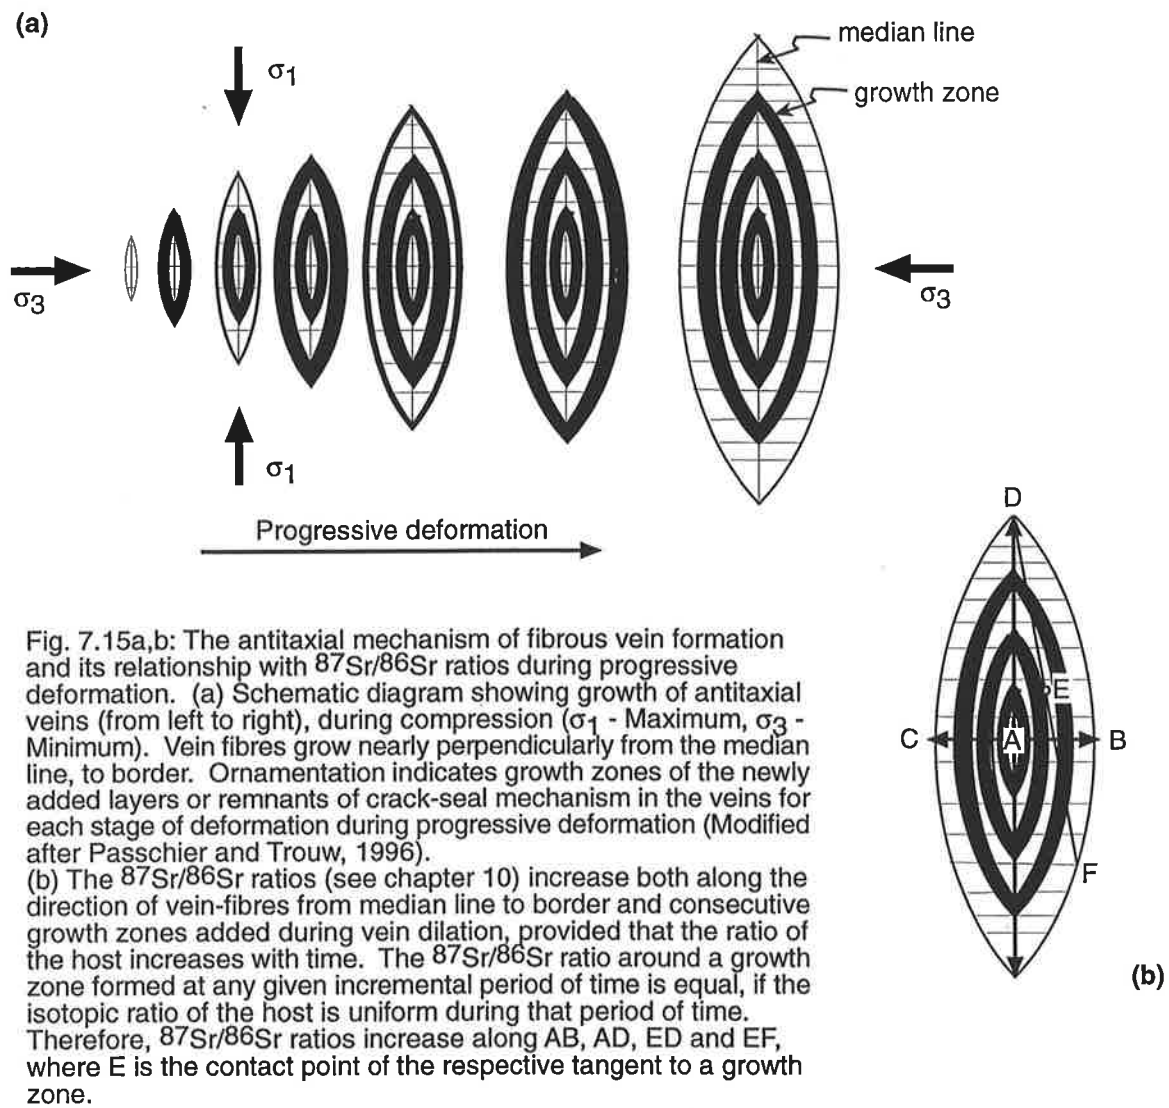 (a)
median line
growth zone
σ1
σ3
σ3
σ1
Progressive deformation
D
E
C
A
B
F
(b)
Fig. 7.15a,b: The antitaxial mechanism of fibrous vein formation
and its relationship with 87Sr/86Sr ratios during progressive
deformation. (a) Schematic diagram showing growth of antitaxial
veins (from left to right), during compression (σ1 - Maximum, σ3 -
Minimum). Vein fibres grow nearly perpendicularly from the median
line, to border. Ornamentation indicates growth zones of the newly
added layers or remnants of crack-seal mechanism in the veins for
each stage of deformation during progressive deformation (Modified
after Passchier and Trouw, 1996).
(b) The 87Sr/86Sr ratios (see chapter 10) increase both along the
direction of vein-fibres from median line to border and consecutive
growth zones added during vein dilation, provided that the ratio of
the host increases with time. The 87Sr/86Sr ratio around a growth
zone formed at any given incremental period of time is equal, if the
isotopic ratio of the host is uniform during that period of time.
Therefore, 87Sr/86Sr ratios increase along AB, AD, ED and EF,
where E is the contact point of the respective tangent to a growth
zone.